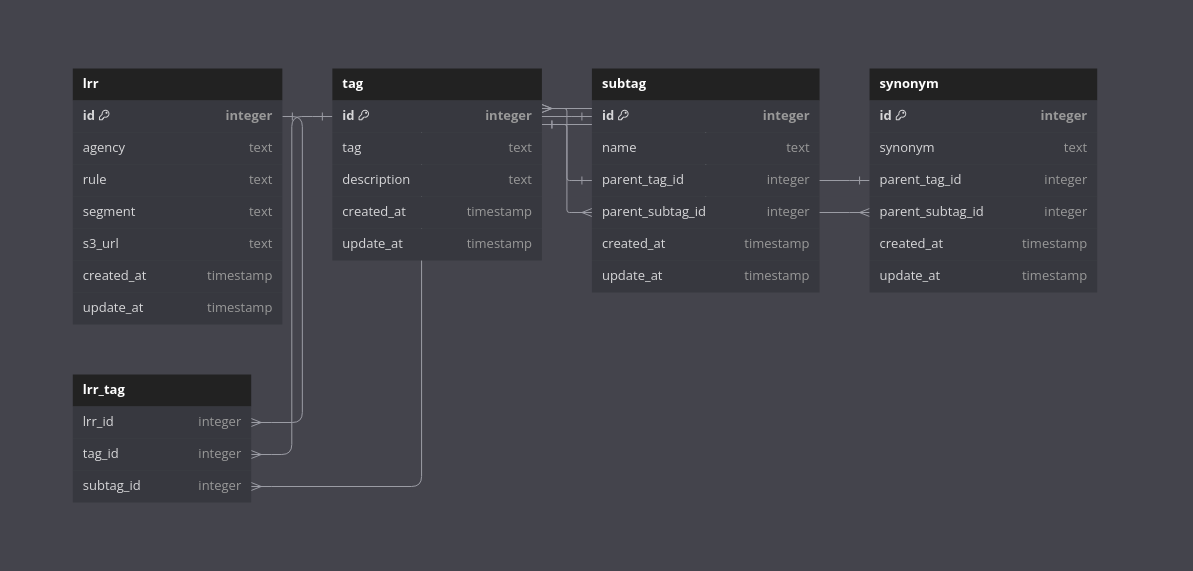 lrr
id integer
agency text
rule text
segment text
s3_url text
created_at timestamp
update_at timestamp
tag
id integer
tag text
description text
created_at timestamp
update_at timestamp
subtag
id integer
name text
parent_tag_id integer
parent_subtag_id integer
created_at timestamp
update_at timestamp
synonym
id integer
synonym text
parent_tag_id integer
parent_subtag_id integer
created_at timestamp
update_at timestamp
lrr_tag
lrr_id integer
tag_id integer
subtag_id integer